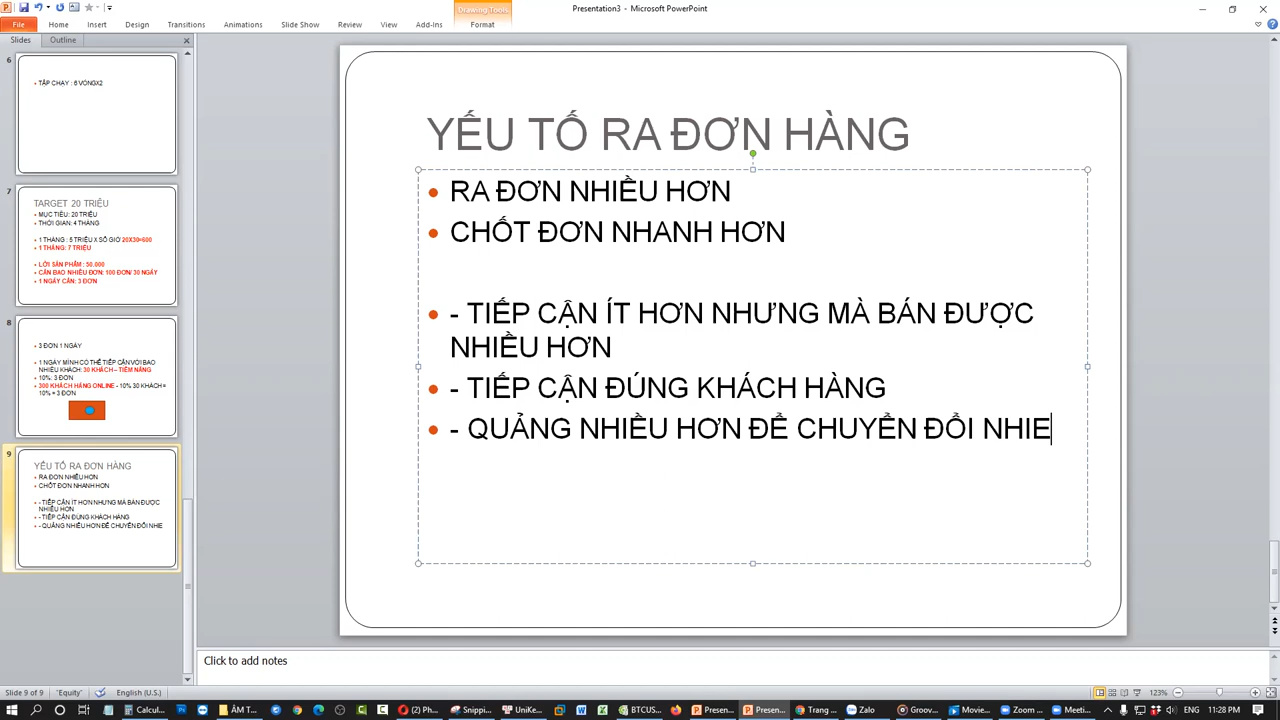 Presentation3 - Microsoft PowerPoint
Drawing Tools
File Home Insert Design Transitions Animations Slide Show Review View Add-Ins Format
Slides Outline
6
TẬP CHẠY : 6 VÒNGX2
7
TARGET 20 TRIỆU
MỤC TIÊU: 20 TRIỆU
THỜI GIAN: 4 THÁNG
1 THÁNG : 5 TRIỆU X SỐ GIỜ 20X30=600
1 THÁNG: 7 TRIỆU
LỜI SẢN PHẨM : 50.000
CẦN BAO NHIÊU ĐƠN: 100 ĐƠN/ 30 NGÀY
1 NGÀY CẦN: 3 ĐƠN
8
3 ĐƠN 1 NGÀY
1 NGÀY MÌNH CÓ THỂ TIẾP CẬN VỚI BAO
NHIÊU KHÁCH: 30 KHÁCH – TIỀM NĂNG
10%: 3 ĐƠN
300 KHÁCH HÀNG ONLINE - 10% 30 KHÁCH =
10% = 3 ĐƠN
9
YẾU TỐ RA ĐƠN HÀNG
RA ĐƠN NHIỀU HƠN
CHỐT ĐƠN NHANH HƠN
- TIẾP CẬN ÍT HƠN NHƯNG MÀ BÁN ĐƯỢC
NHIỀU HƠN
- TIẾP CẬN ĐÚNG KHÁCH HÀNG
- QUẢNG NHIỀU HƠN ĐỂ CHUYỂN ĐỔI NHIE
YẾU TỐ RA ĐƠN HÀNG
RA ĐƠN NHIỀU HƠN
CHỐT ĐƠN NHANH HƠN
- TIẾP CẬN ÍT HƠN NHƯNG MÀ BÁN ĐƯỢC
NHIỀU HƠN
- TIẾP CẬN ĐÚNG KHÁCH HÀNG
- QUẢNG NHIỀU HƠN ĐỂ CHUYỂN ĐỔI NHIE
Click to add notes
Slide 9 of 9 "Equity" English (U.S.) 123%
Calcul... ÂM T... (2) Ph... Snippi... UniKe... BTCUS... Presen... Presen... Trang ... Zalo Groov... Movie... Zoom ... Meeti... 11:28 PM